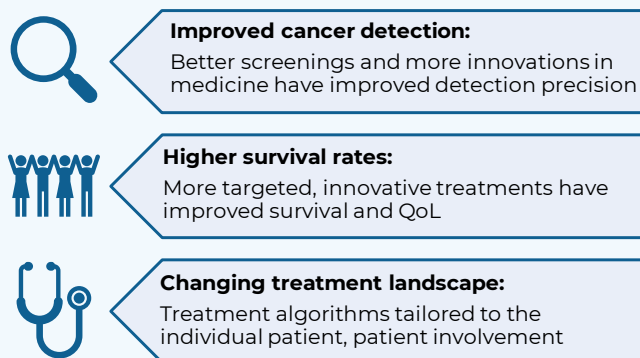 Improved cancer detection:
Better screenings and more innovations in
medicine have improved detection precision
Higher survival rates:
More targeted, innovative treatments have
improved survival and QoL
Changing treatment landscape:
Treatment algorithms tailored to the
individual patient, patient involvement